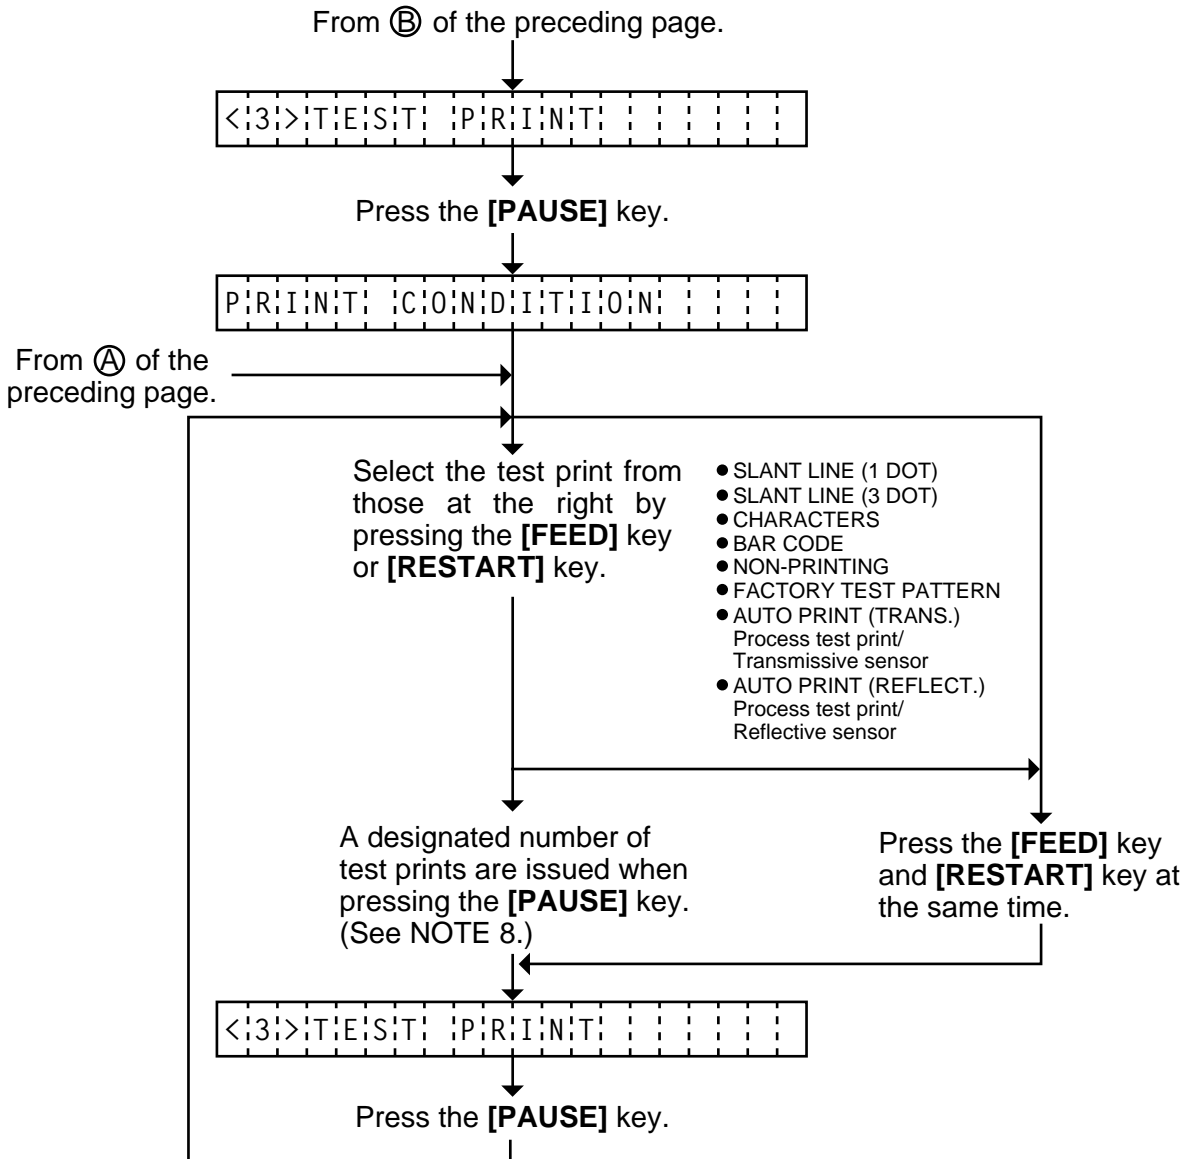 From Ⓑ of the preceding page.
<3>TEST PRINT
Press the [PAUSE] key.
PRINT CONDITION
From Ⓐ of the
preceding page.
Select the test print from
those at the right by
pressing the [FEED] key
or [RESTART] key.
● SLANT LINE (1 DOT)
● SLANT LINE (3 DOT)
● CHARACTERS
● BAR CODE
● NON-PRINTING
● FACTORY TEST PATTERN
● AUTO PRINT (TRANS.)
Process test print/
Transmissive sensor
● AUTO PRINT (REFLECT.)
Process test print/
Reflective sensor
A designated number of
test prints are issued when
pressing the [PAUSE] key.
(See NOTE 8.)
Press the [FEED] key
and [RESTART] key at
the same time.
<3>TEST PRINT
Press the [PAUSE] key.